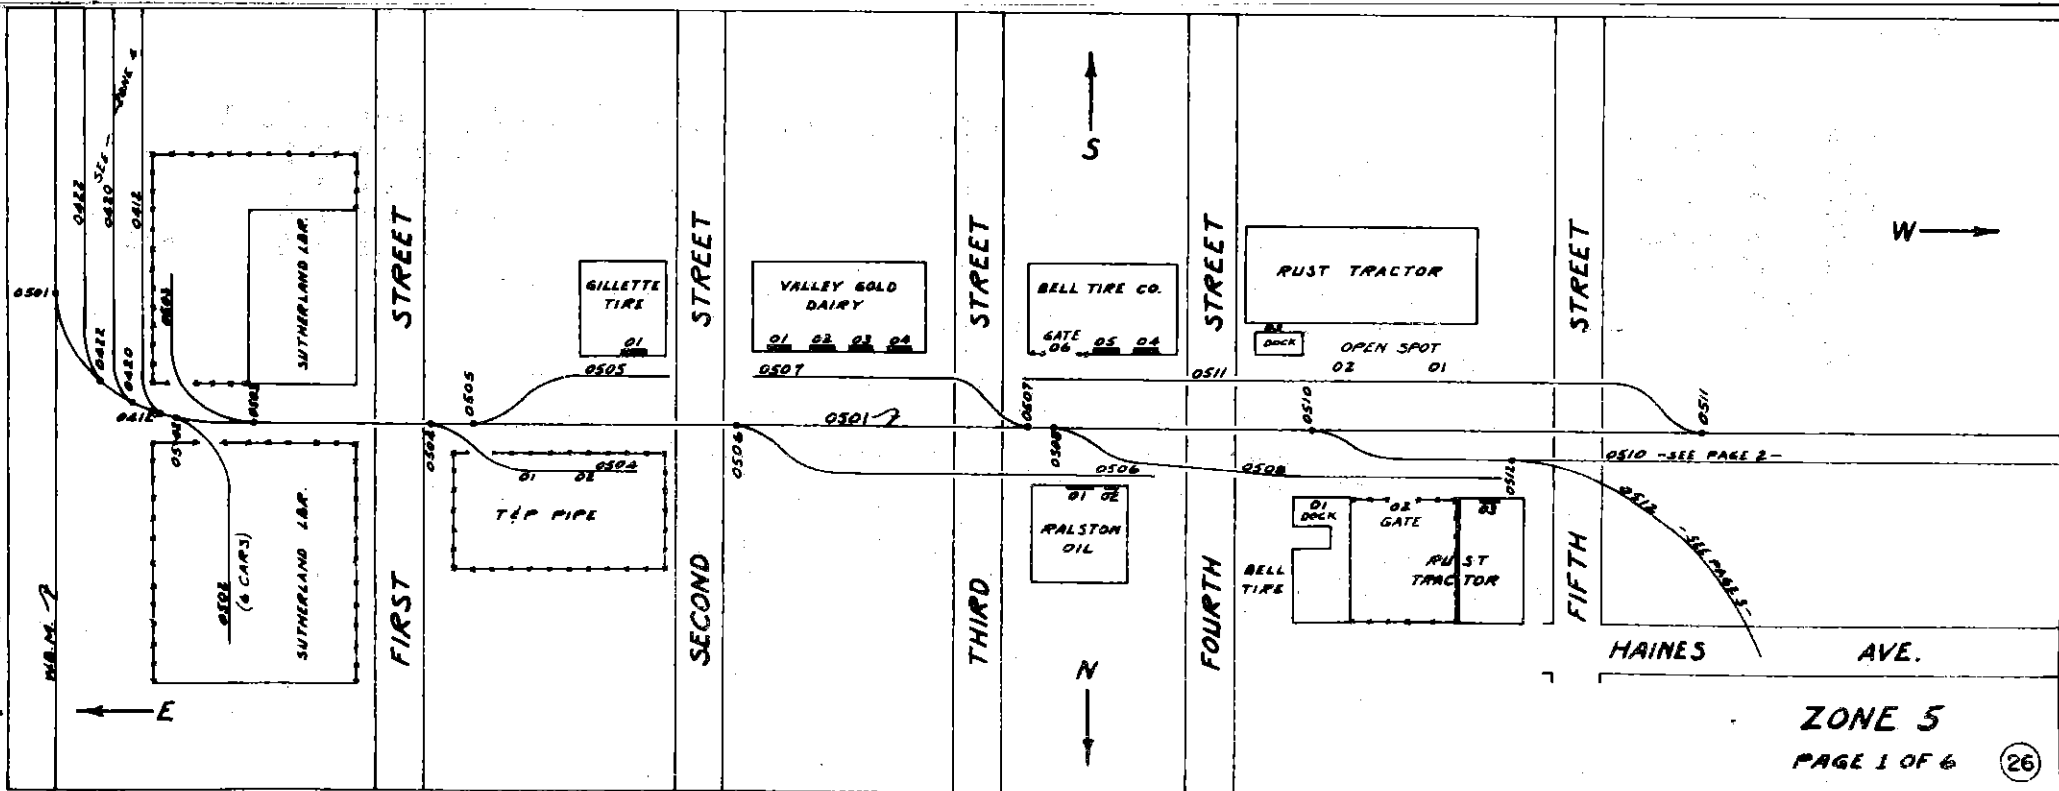 0422
SEE - ZONE 4
0420
0412
0501
0422
0420
0412
0503
0503
0502
SUTHERLAND LBR.
SUTHERLAND LBR.
0502
(6 CARS)
W.B.M.
E
FIRST STREET
0504
0505
GILLETTE
TIRE
01
0505
01 02 0504
T&P PIPE
SECOND STREET
0506
VALLEY GOLD
DAIRY
01 02 03 04
0507
0501
THIRD STREET
S
BELL TIRE CO.
GATE
06 05 04
0507
0508
0506
01 02
RALSTON
OIL
N
FOURTH STREET
0511
RUST TRACTOR
03
DOCK
OPEN SPOT
02 01
0510
0508
0512
01
DOCK
02
GATE
03
BELL
TIRE
RUST
TRACTOR
FIFTH STREET
W
0511
0510 -SEE PAGE 2-
0512 -SEE PAGE 5-
HAINES AVE.
ZONE 5
PAGE 1 OF 6
26